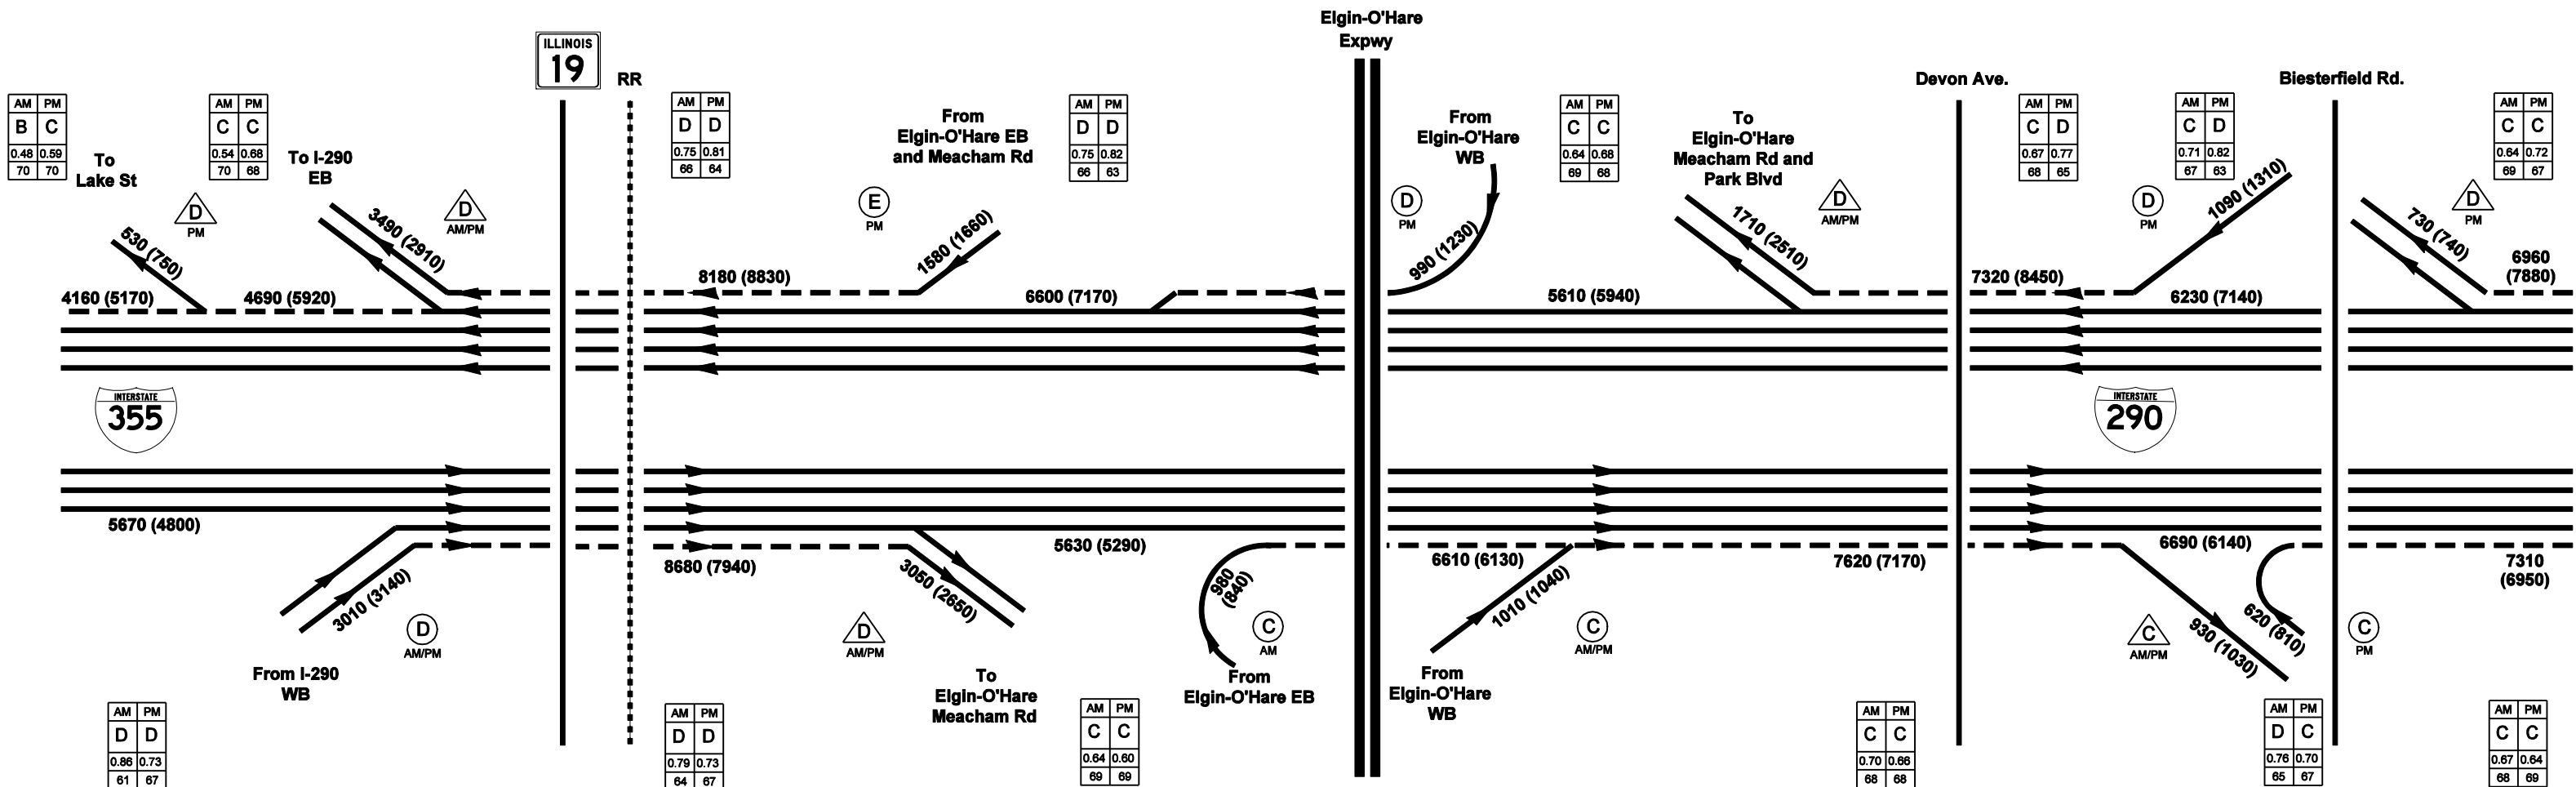 Elgin-O'Hare
Expwy
ILLINOIS
19
RR
Devon Ave.
Biesterfield Rd.
AM PM
B C
0.48 0.59
70 70
To
Lake St
AM PM
C C
0.54 0.68
70 68
To I-290
EB
AM PM
D D
0.75 0.81
66 64
From
Elgin-O'Hare EB
and Meacham Rd
AM PM
D D
0.75 0.82
66 63
From
Elgin-O'Hare
WB
AM PM
C C
0.64 0.68
69 68
To
Elgin-O'Hare
Meacham Rd and
Park Blvd
AM PM
C D
0.67 0.77
68 65
AM PM
C D
0.71 0.82
67 63
AM PM
C C
0.64 0.72
69 67
D
PM
D
AM/PM
E
PM
D
PM
D
AM/PM
D
PM
D
PM
530 (750)
3490 (2910)
1580 (1660)
990 (1230)
1710 (2510)
1090 (1310)
730 (740)
6960
(7880)
4160 (5170)
4690 (5920)
8180 (8830)
6600 (7170)
5610 (5940)
7320 (8450)
6230 (7140)
INTERSTATE
355
INTERSTATE
290
5670 (4800)
3010 (3140)
8680 (7940)
3050 (2650)
5630 (5290)
980
(840)
6610 (6130)
1010 (1040)
7620 (7170)
6690 (6140)
930 (1030)
620 (810)
7310
(6950)
D
AM/PM
D
AM/PM
C
AM
C
AM/PM
C
AM/PM
C
PM
From I-290
WB
To
Elgin-O'Hare
Meacham Rd
From
Elgin-O'Hare EB
From
Elgin-O'Hare
WB
AM PM
D D
0.86 0.73
61 67
AM PM
D D
0.79 0.73
64 67
AM PM
C C
0.64 0.60
69 69
AM PM
C C
0.70 0.66
68 68
AM PM
D C
0.76 0.70
65 67
AM PM
C C
0.67 0.64
68 69